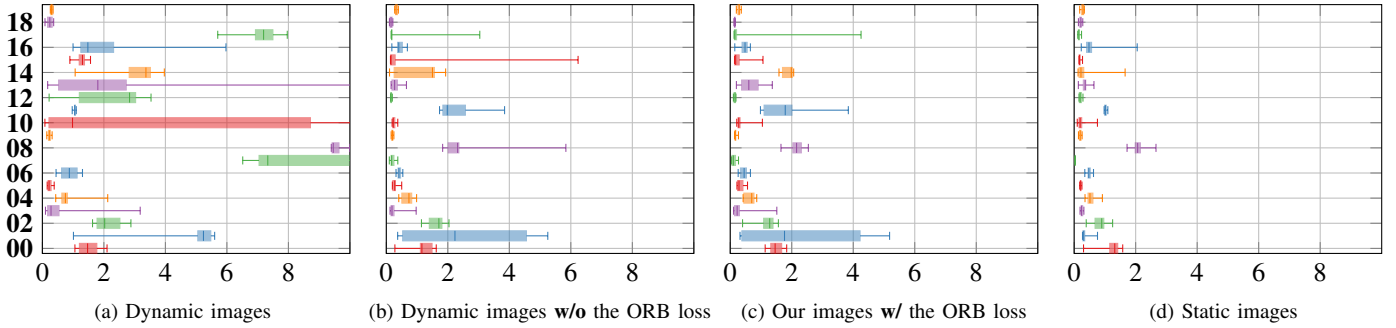 18
16
14
12
10
08
06
04
02
00
0 2 4 6 8
0 2 4 6 8
0 2 4 6 8
0 2 4 6 8
(a) Dynamic images
(b) Dynamic images w/o the ORB loss
(c) Our images w/ the ORB loss
(d) Static images